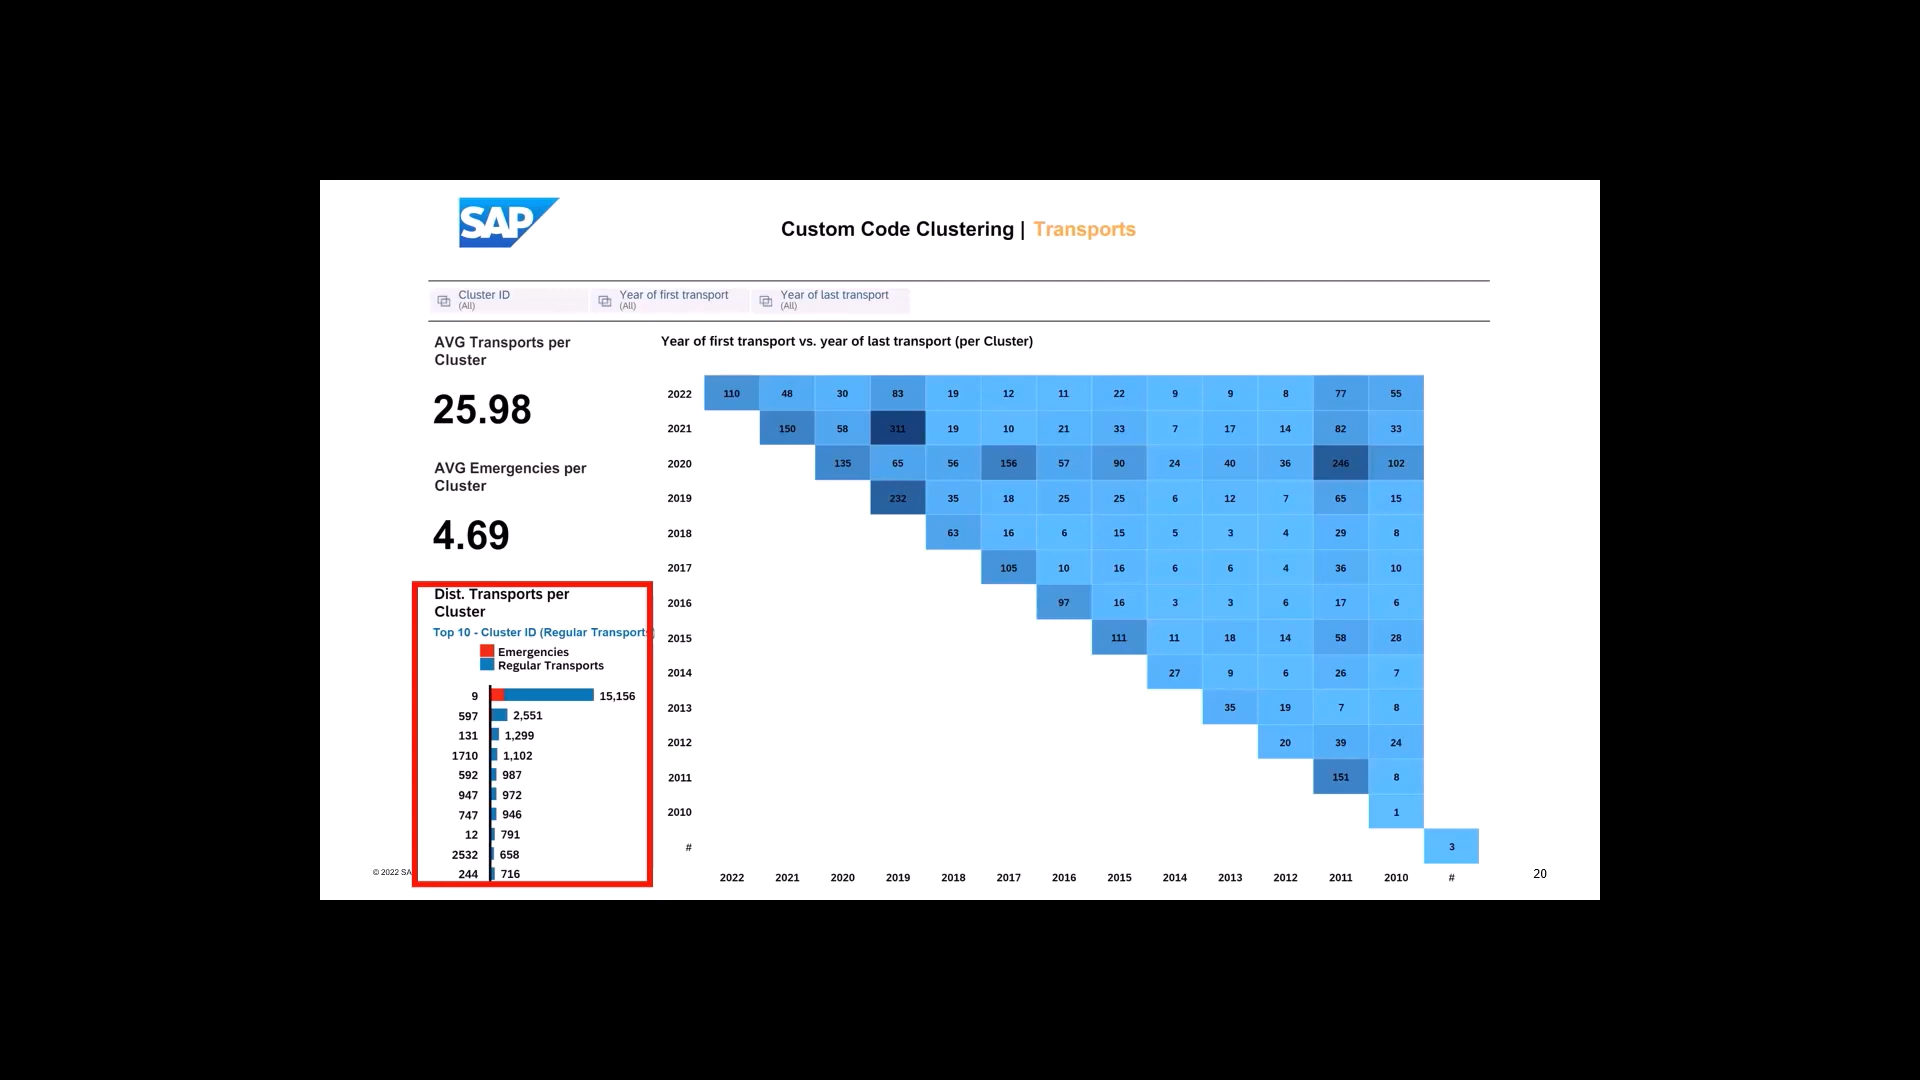 SAP
Custom Code Clustering | Transports
Cluster ID
(All)
Year of first transport
(All)
Year of last transport
(All)
AVG Transports per
Cluster
25.98
AVG Emergencies per
Cluster
4.69
Dist. Transports per
Cluster
Top 10 - Cluster ID (Regular Transports)
Emergencies
Regular Transports
9 15,156
597 2,551
131 1,299
1710 1,102
592 987
947 972
747 946
12 791
2532 658
244 716
Year of first transport vs. year of last transport (per Cluster)
2022 110 48 30 83 19 12 11 22 9 9 8 77 55
2021 150 58 311 19 10 21 33 7 17 14 82 33
2020 135 65 56 156 57 90 24 40 36 246 102
2019 232 35 18 25 25 6 12 7 65 15
2018 63 16 6 15 5 3 4 29 8
2017 105 10 16 6 6 4 36 10
2016 97 16 3 3 6 17 6
2015 111 11 18 14 58 28
2014 27 9 6 26 7
2013 35 19 7 8
2012 20 39 24
2011 151 8
2010 1
# 3
2022 2021 2020 2019 2018 2017 2016 2015 2014 2013 2012 2011 2010 #
© 2022 SA
20